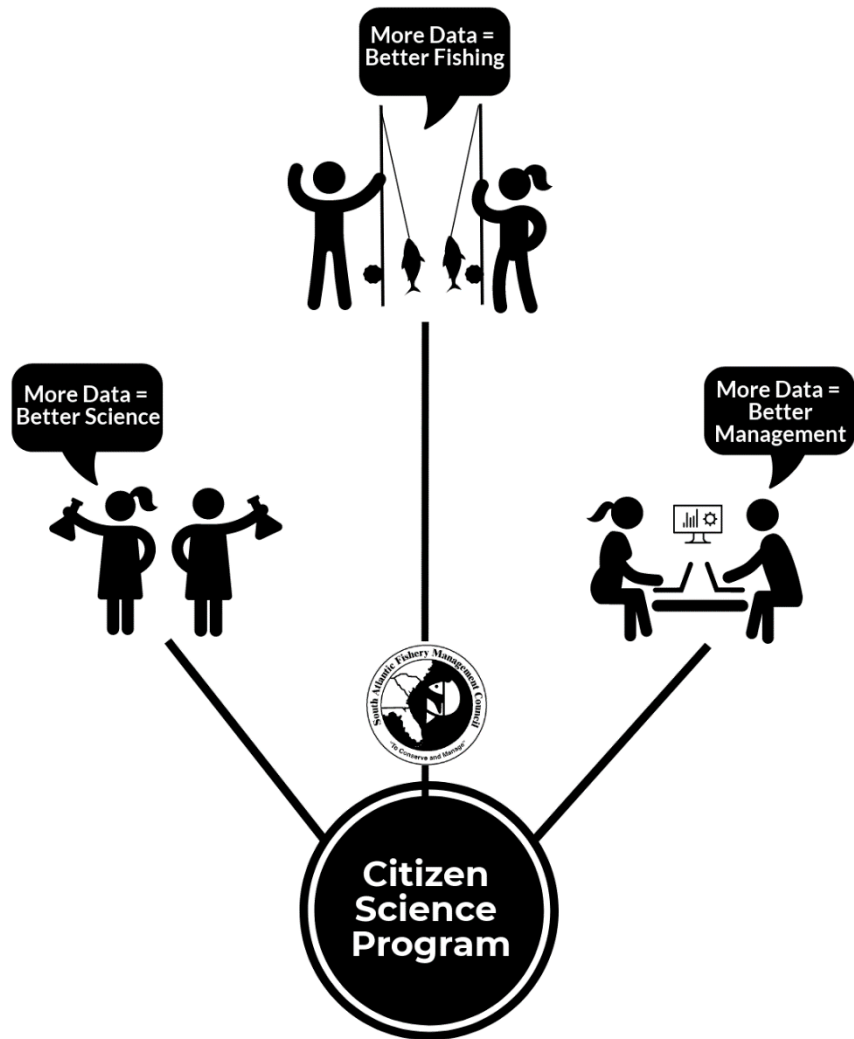 More Data =
Better Fishing
More Data =
Better Science
More Data =
Better
Management
South Atlantic Fishery Management Council
"To Conserve and Manage"
Citizen
Science
Program